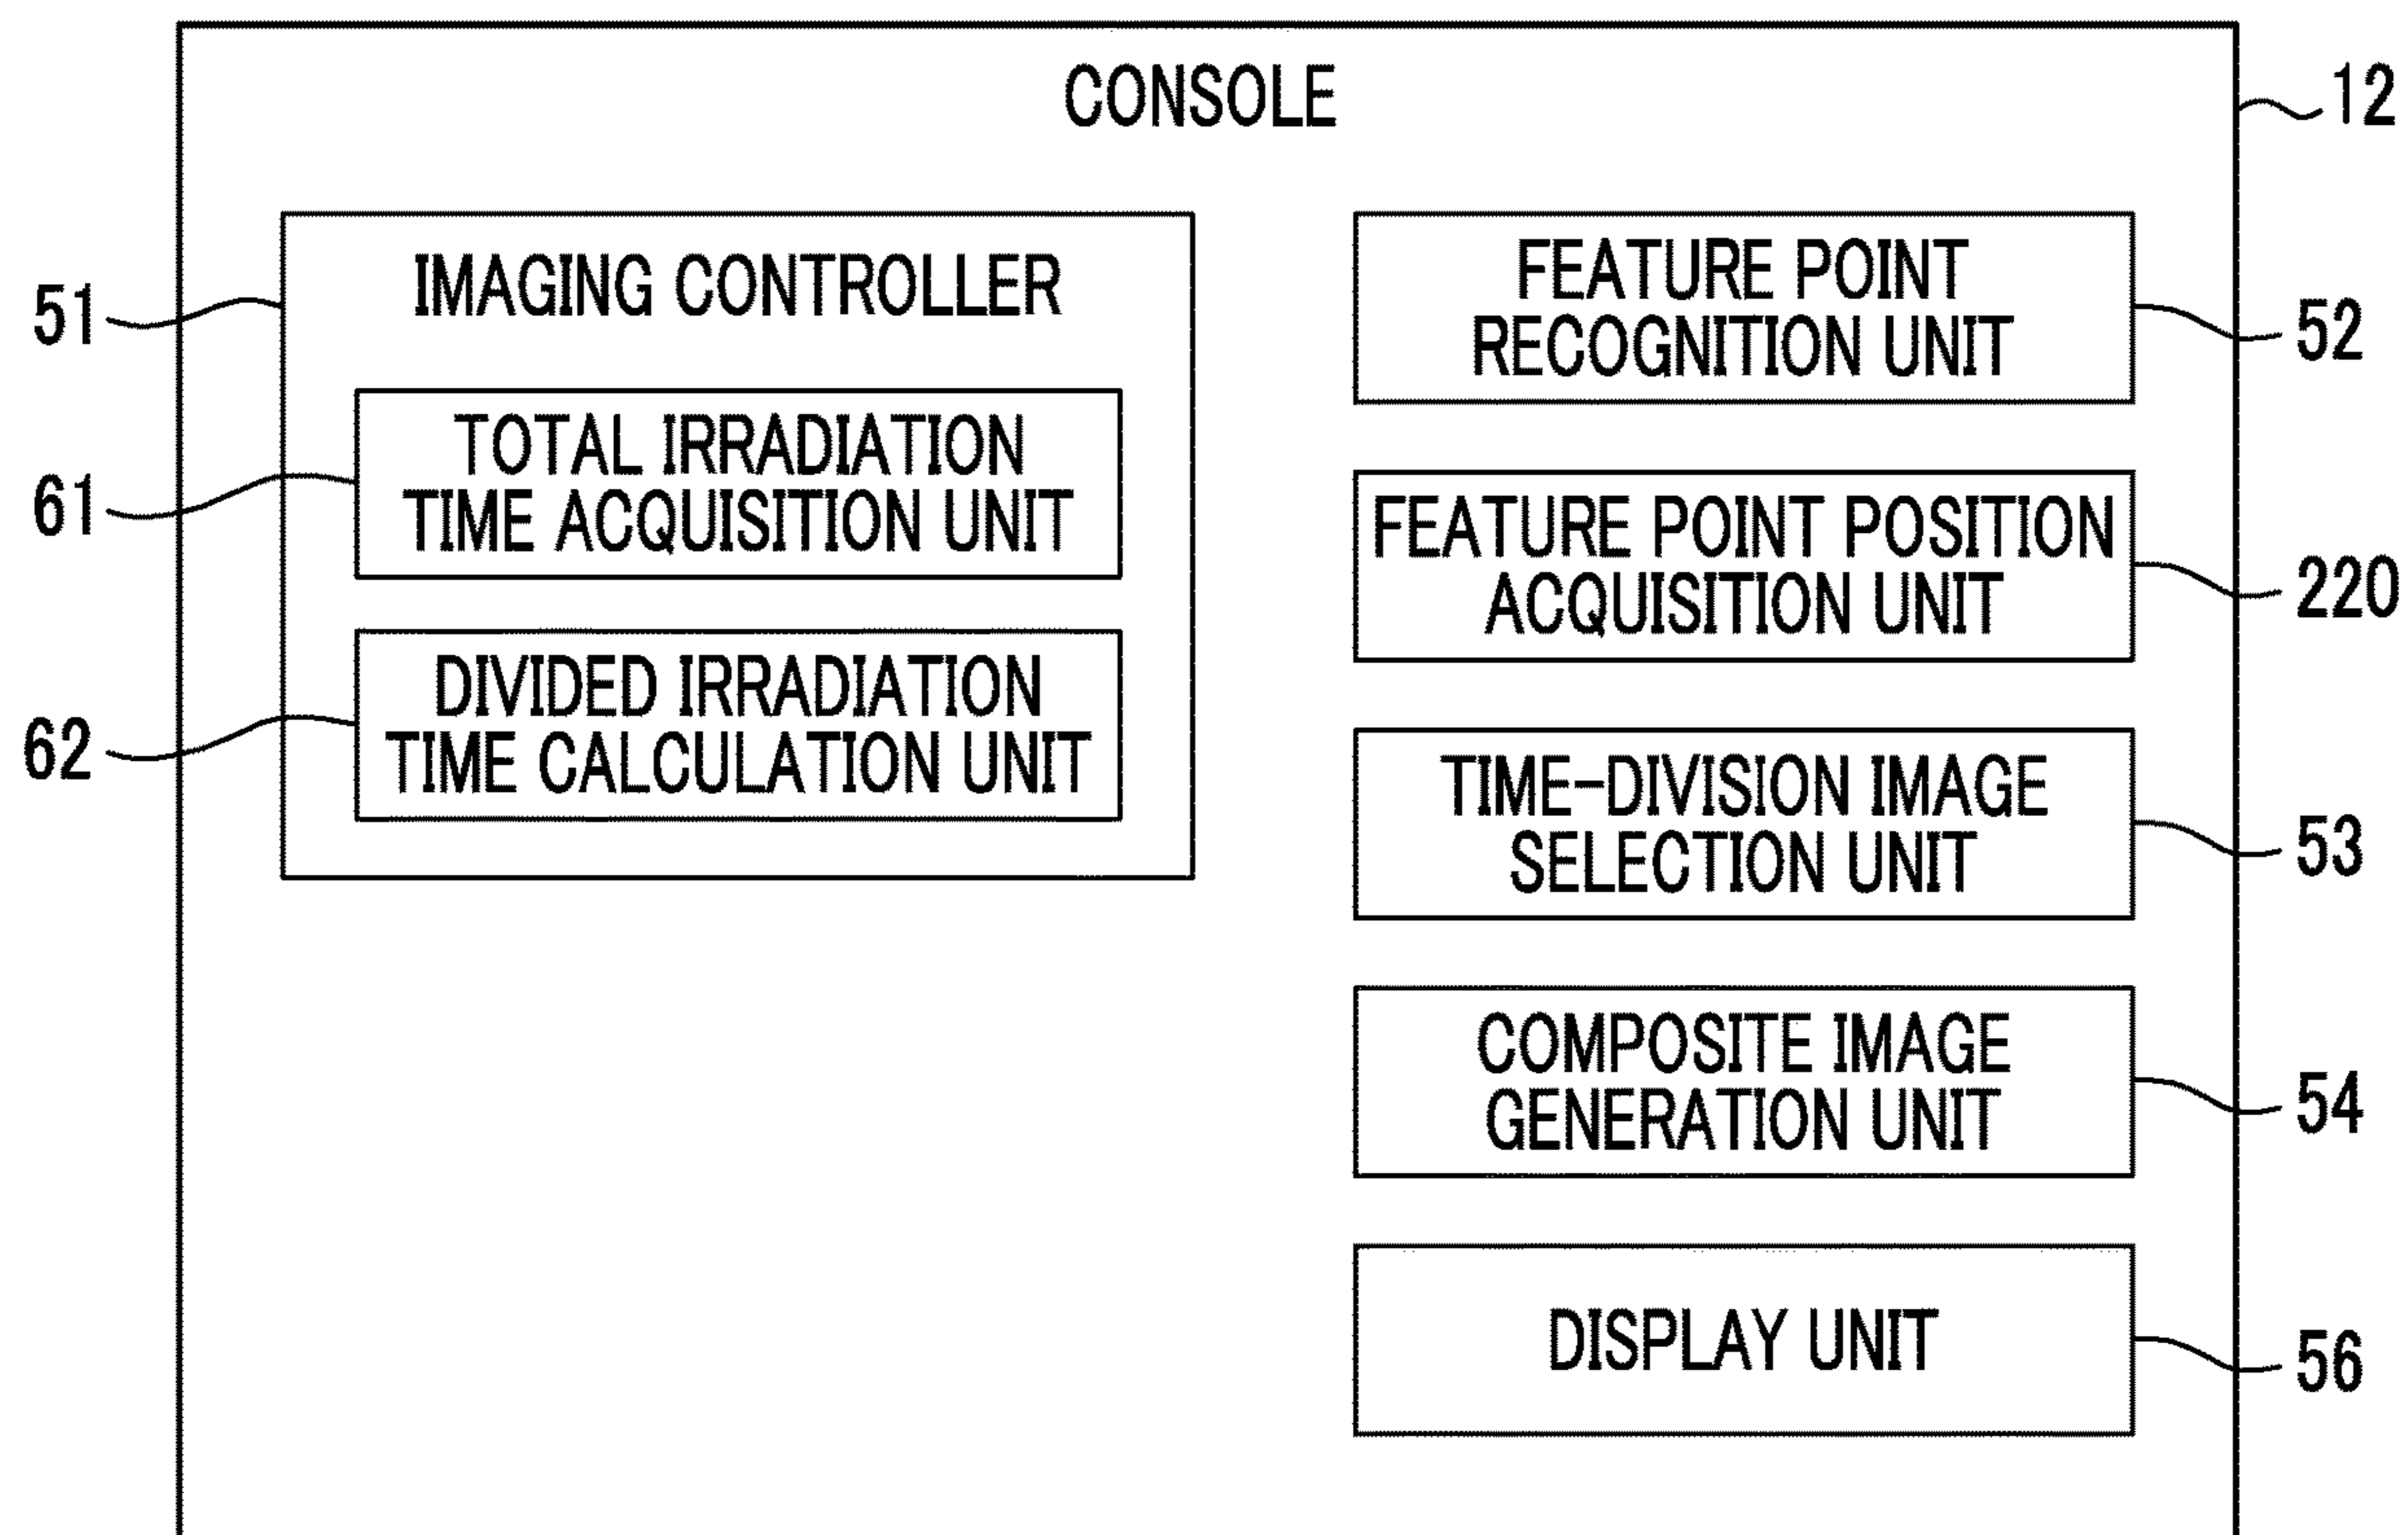 CONSOLE
12
51
IMAGING CONTROLLER
61
TOTAL IRRADIATION
TIME ACQUISITION UNIT
62
DIVIDED IRRADIATION
TIME CALCULATION UNIT
FEATURE POINT
RECOGNITION UNIT
52
FEATURE POINT POSITION
ACQUISITION UNIT
220
TIME-DIVISION IMAGE
SELECTION UNIT
53
COMPOSITE IMAGE
GENERATION UNIT
54
DISPLAY UNIT
56